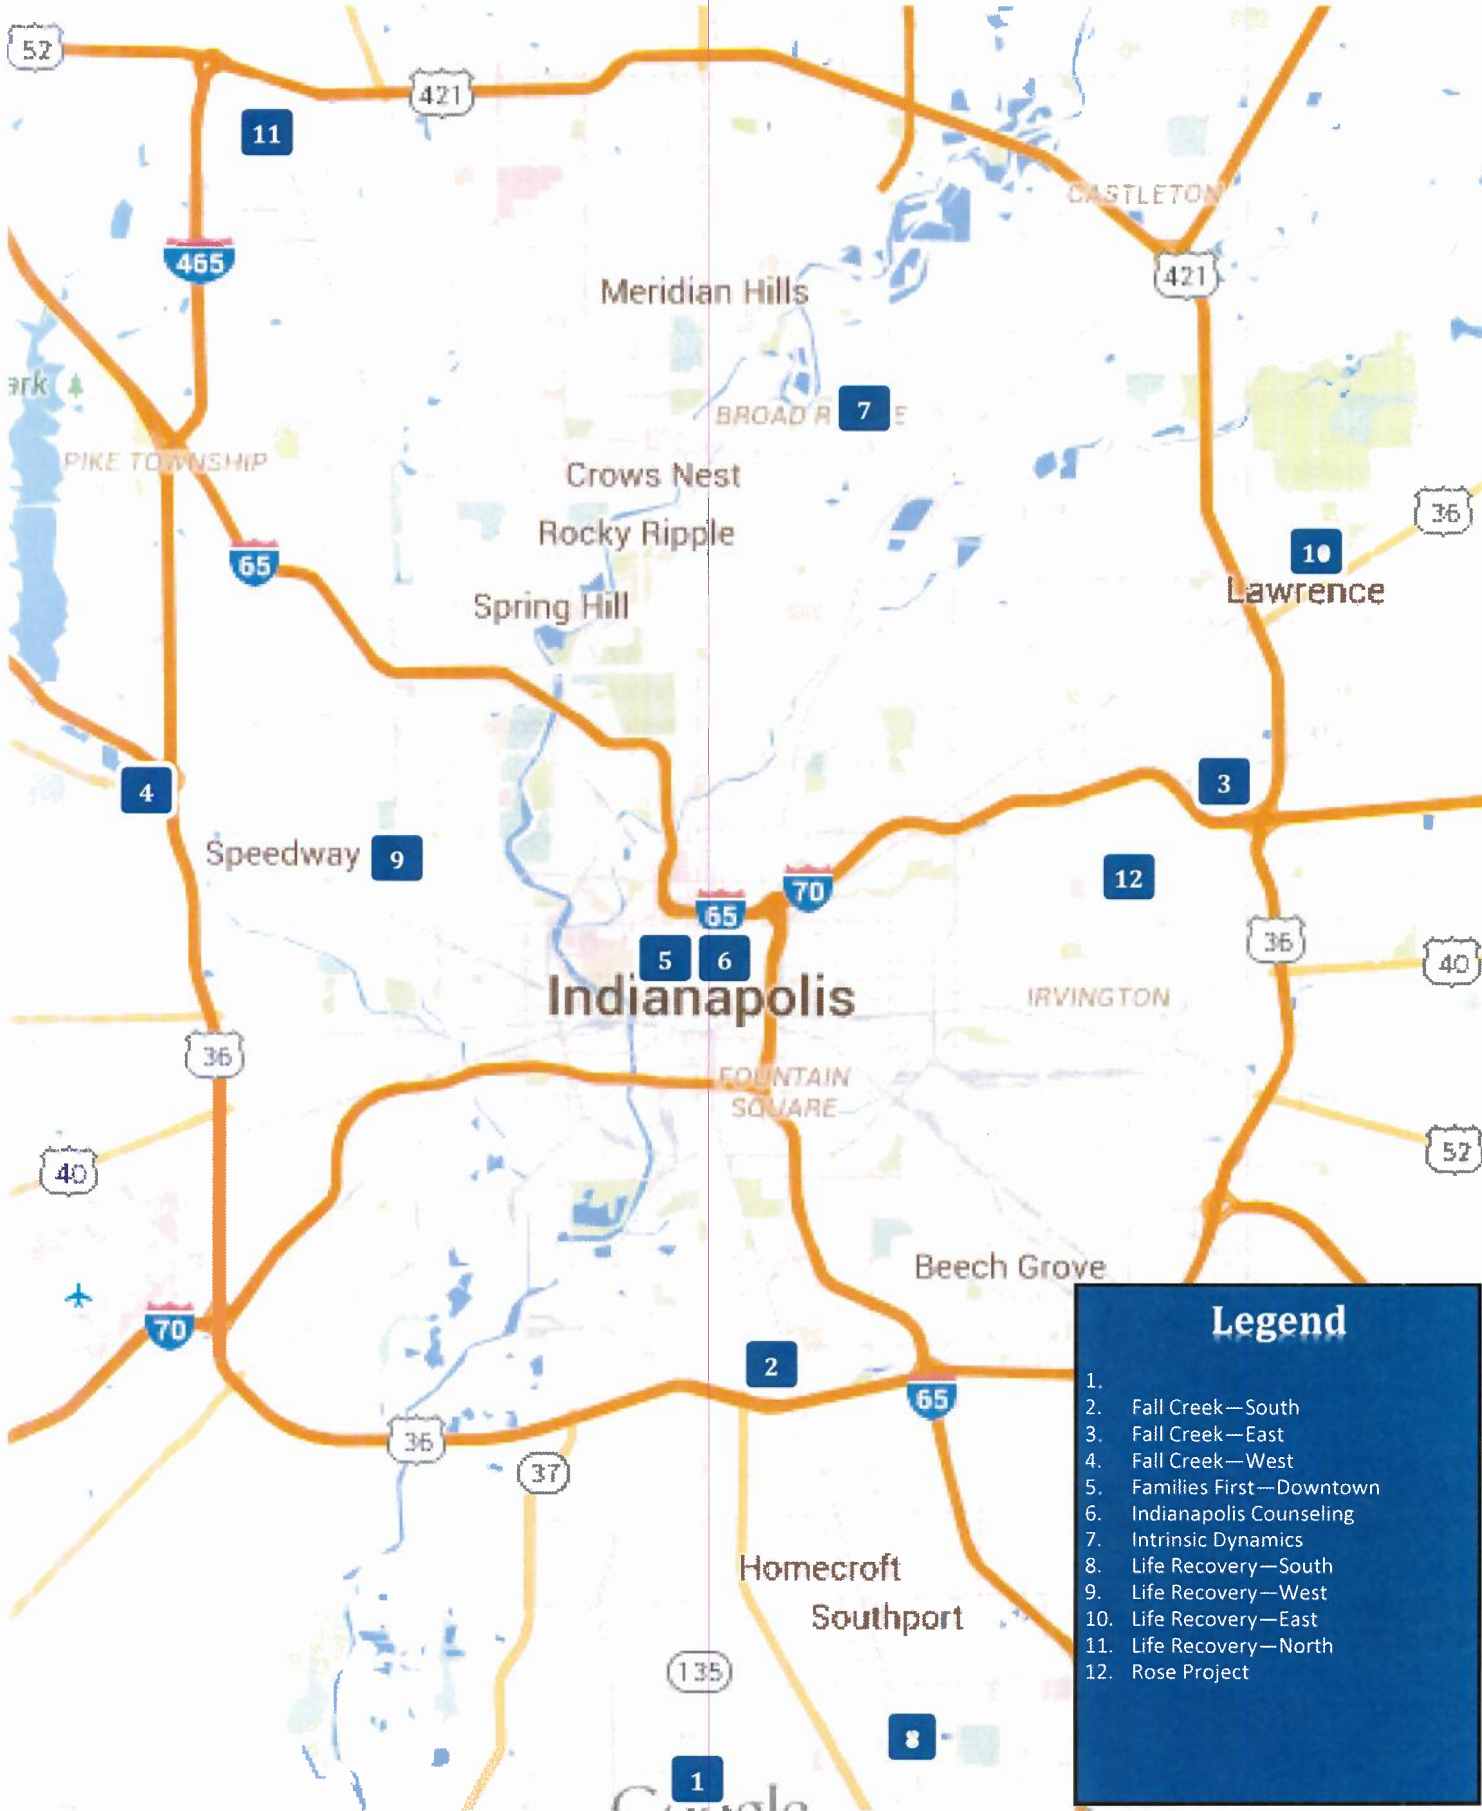 52
421
11
CASTLETON
465
421
Meridian Hills
ark
BROAD R
7
E
PIKE TOWNSHIP
Crows Nest
36
Rocky Ripple
10
65
Lawrence
Spring Hill
3
4
Speedway
9
12
70
65
36
5
6
40
Indianapolis
IRVINGTON
36
FOUNTAIN
SQUARE
52
40
Beech Grove
70
2
65
36
37
Homecroft
Southport
135
8
1
Legend
1.
2. Fall Creek—South
3. Fall Creek—East
4. Fall Creek—West
5. Families First—Downtown
6. Indianapolis Counseling
7. Intrinsic Dynamics
8. Life Recovery—South
9. Life Recovery—West
10. Life Recovery—East
11. Life Recovery—North
12. Rose Project